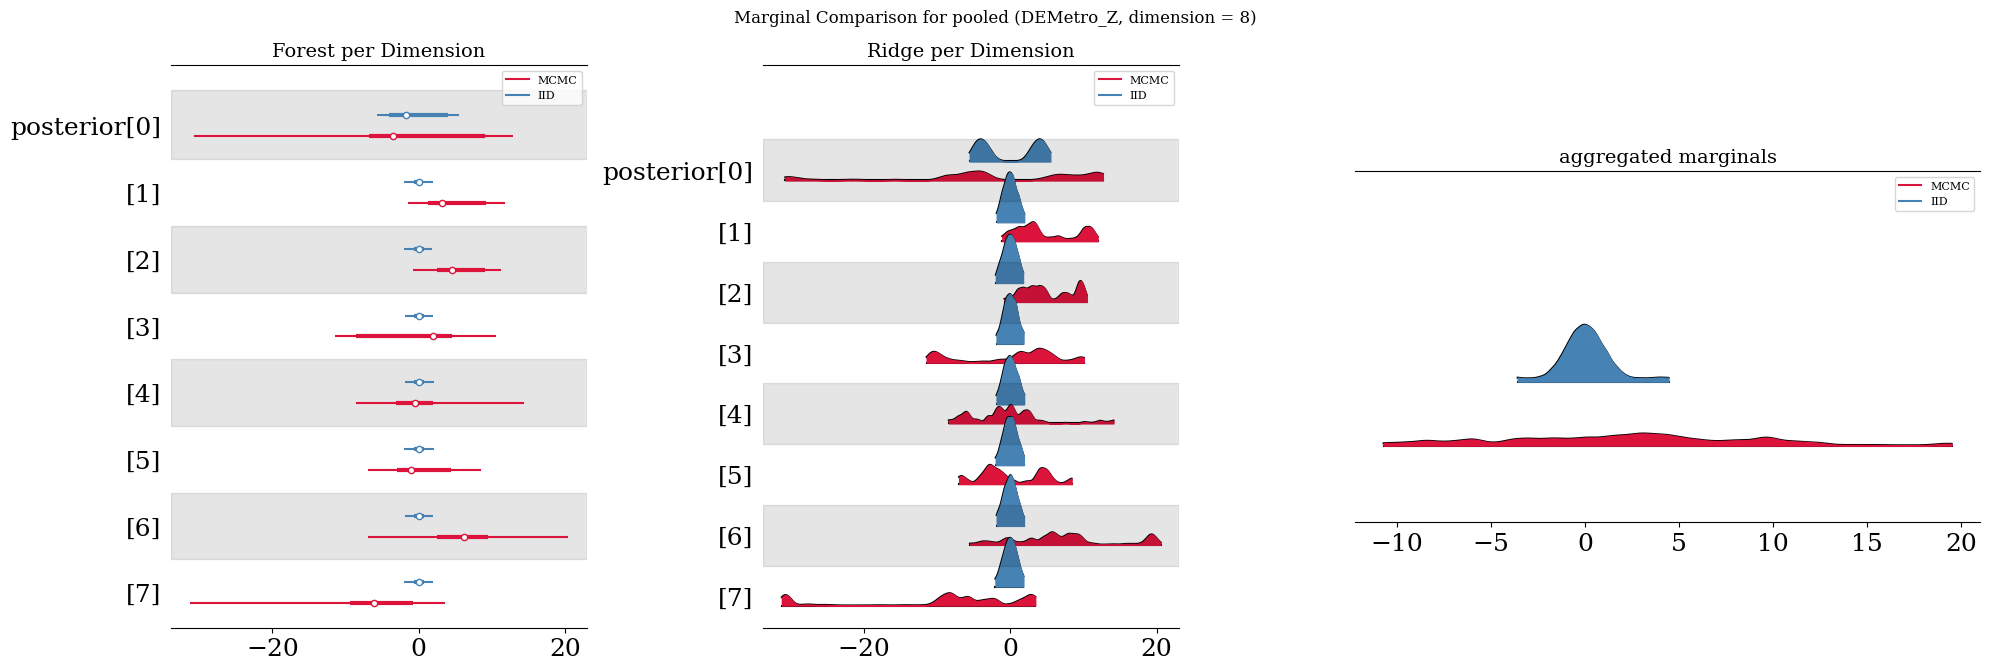 Marginal Comparison for pooled (DEMetro_Z, dimension = 8)
Forest per Dimension
MCMC
IID
posterior[0]
[1]
[2]
[3]
[4]
[5]
[6]
[7]
−20 0 20
Ridge per Dimension
MCMC
IID
posterior[0]
[1]
[2]
[3]
[4]
[5]
[6]
[7]
−20 0 20
aggregated marginals
MCMC
IID
−10 −5 0 5 10 15 20